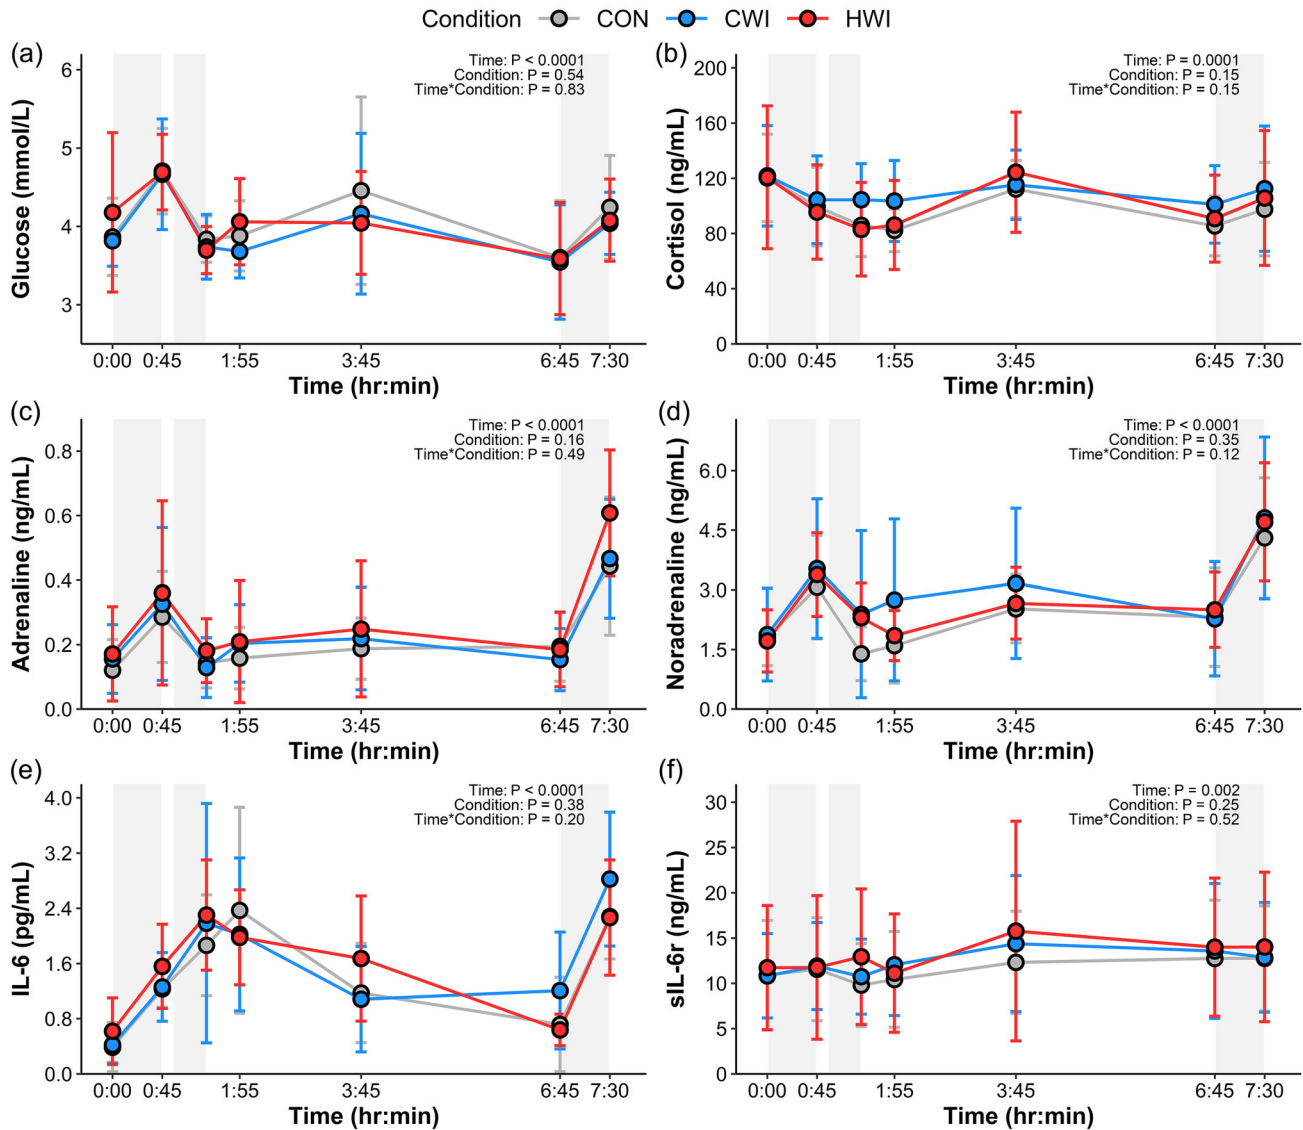 Condition CON CWI HWI
(a)
Time: P < 0.0001
Condition: P = 0.54
Time*Condition: P = 0.83
Glucose (mmol/L)
6
5
4
3
0:00 0:45 1:55 3:45 6:45 7:30
Time (hr:min)
(b)
Time: P = 0.0001
Condition: P = 0.15
Time*Condition: P = 0.15
Cortisol (ng/mL)
200
160
120
80
40
0
0:00 0:45 1:55 3:45 6:45 7:30
Time (hr:min)
(c)
Time: P < 0.0001
Condition: P = 0.16
Time*Condition: P = 0.49
Adrenaline (ng/mL)
0.8
0.6
0.4
0.2
0.0
0:00 0:45 1:55 3:45 6:45 7:30
Time (hr:min)
(d)
Time: P < 0.0001
Condition: P = 0.35
Time*Condition: P = 0.12
Noradrenaline (ng/mL)
6.0
4.5
3.0
1.5
0.0
0:00 0:45 1:55 3:45 6:45 7:30
Time (hr:min)
(e)
Time: P < 0.0001
Condition: P = 0.38
Time*Condition: P = 0.20
IL-6 (pg/mL)
4.0
3.2
2.4
1.6
0.8
0.0
0:00 0:45 1:55 3:45 6:45 7:30
Time (hr:min)
(f)
Time: P = 0.002
Condition: P = 0.25
Time*Condition: P = 0.52
sIL-6r (ng/mL)
30
25
20
15
10
5
0
0:00 0:45 1:55 3:45 6:45 7:30
Time (hr:min)